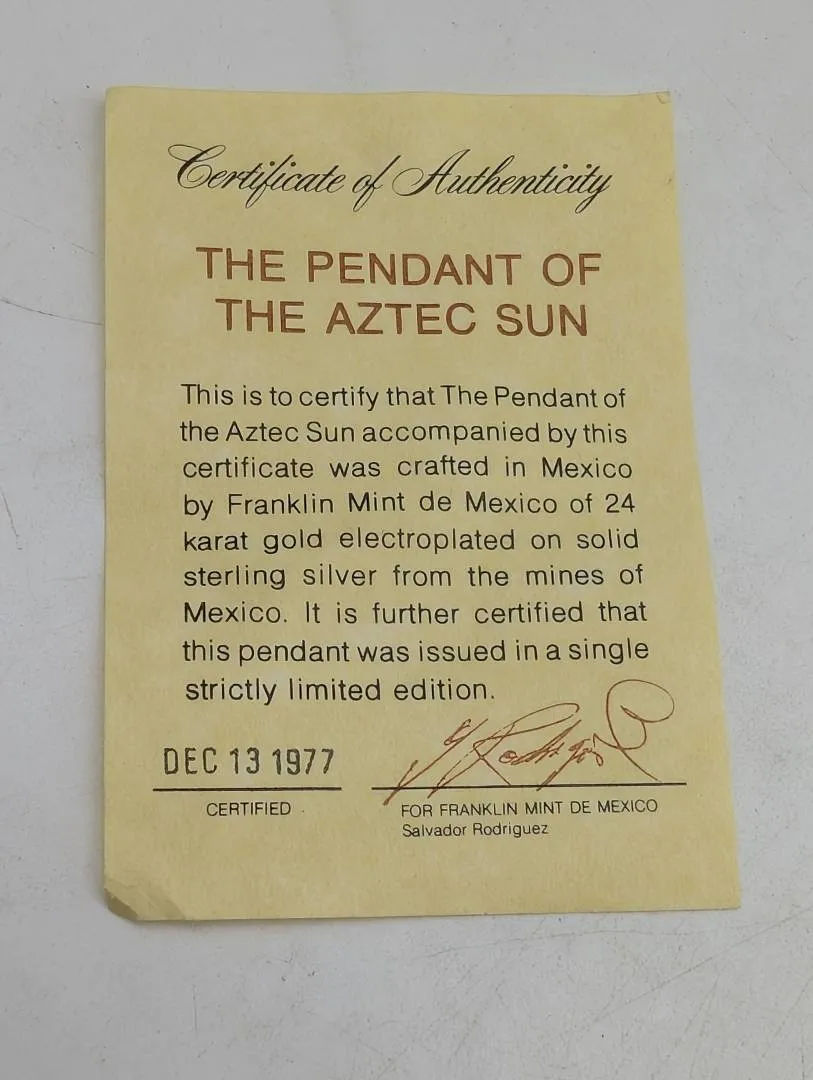 Certificate of Authenticity
THE PENDANT OF
THE AZTEC SUN
This is to certify that The Pendant of
the Aztec Sun accompanied by this
certificate was crafted in Mexico
by Franklin Mint de Mexico of 24
karat gold electroplated on solid
sterling silver from the mines of
Mexico. It is further certified that
this pendant was issued in a single
strictly limited edition.
DEC 13 1977
CERTIFIED
FOR FRANKLIN MINT DE MEXICO
Salvador Rodriguez